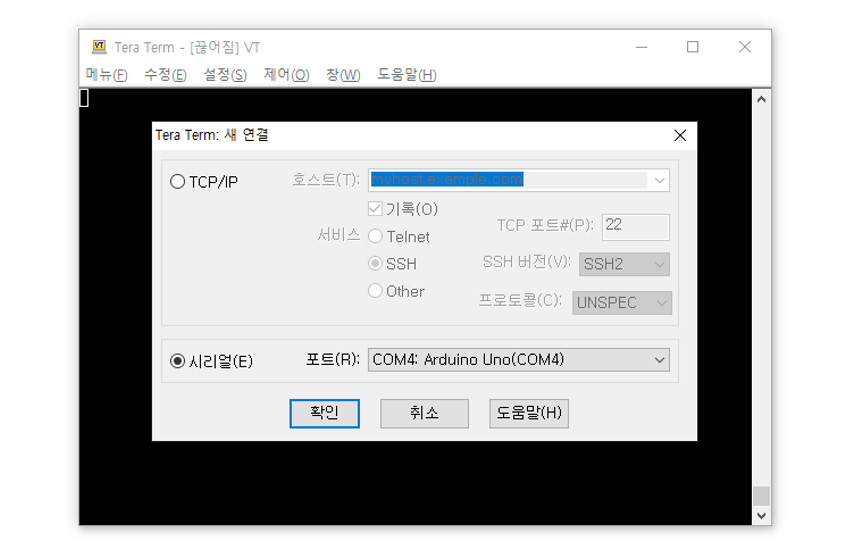 Tera Term - [끊어짐] VT
메뉴(F) 수정(E) 설정(S) 제어(O) 창(W) 도움말(H)
Tera Term: 새 연결
TCP/IP
호스트(T): myhost.example.com
기록(O)
서비스
Telnet
TCP 포트#(P): 22
SSH
SSH 버전(V): SSH2
Other
프로토콜(C): UNSPEC
시리얼(E)
포트(R): COM4: Arduino Uno(COM4)
확인 취소 도움말(H)